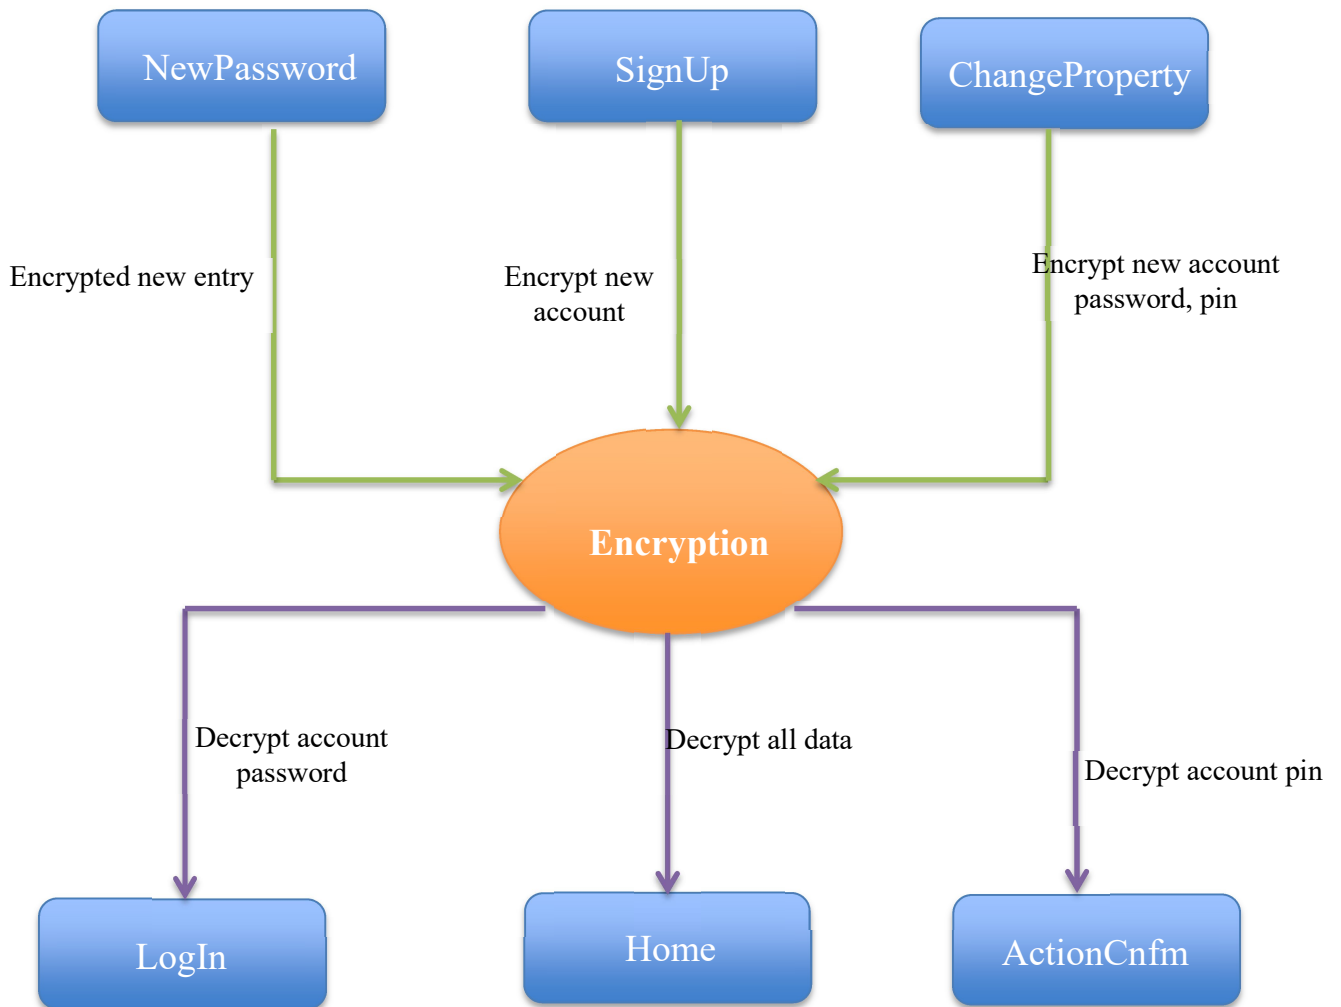 NewPassword
SignUp
ChangeProperty
Encrypted new entry
Encrypt new
account
Encrypt new account
password, pin
Encryption
Decrypt account
password
Decrypt all data
Decrypt account pin
LogIn
Home
ActionCnfm